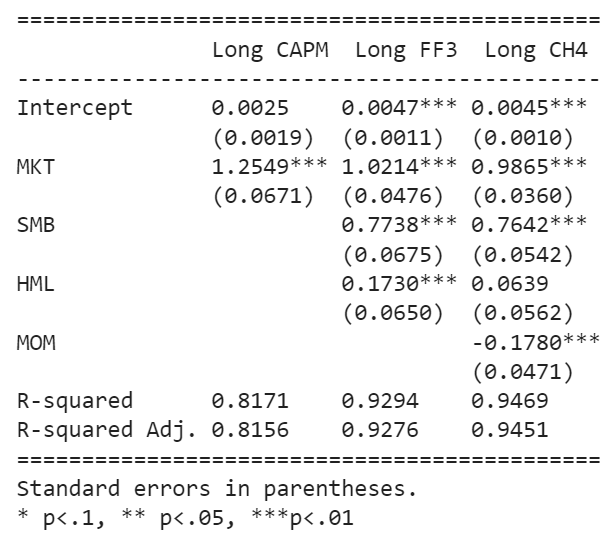 =============================================
               Long CAPM  Long FF3  Long CH4
---------------------------------------------
Intercept      0.0025    0.0047*** 0.0045***
               (0.0019)  (0.0011)  (0.0010)
MKT            1.2549*** 1.0214*** 0.9865***
               (0.0671)  (0.0476)  (0.0360)
SMB                      0.7738*** 0.7642***
                         (0.0675)  (0.0542)
HML                      0.1730*** 0.0639
                         (0.0650)  (0.0562)
MOM                                -0.1780***
                                   (0.0471)
R-squared      0.8171    0.9294    0.9469
R-squared Adj. 0.8156    0.9276    0.9451
=============================================
Standard errors in parentheses.
* p<.1, ** p<.05, ***p<.01